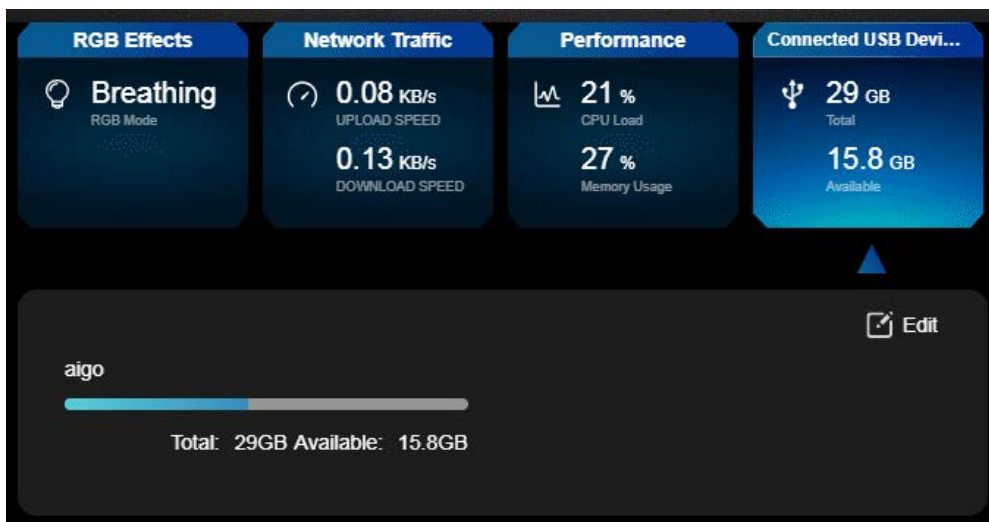 RGB Effects
Breathing
RGB Mode
Network Traffic
0.08 KB/s
UPLOAD SPEED
0.13 KB/s
DOWNLOAD SPEED
Performance
21 %
CPU Load
27 %
Memory Usage
Connected USB Devi...
29 GB
Total
15.8 GB
Available
Edit
aigo
Total: 29GB Available: 15.8GB